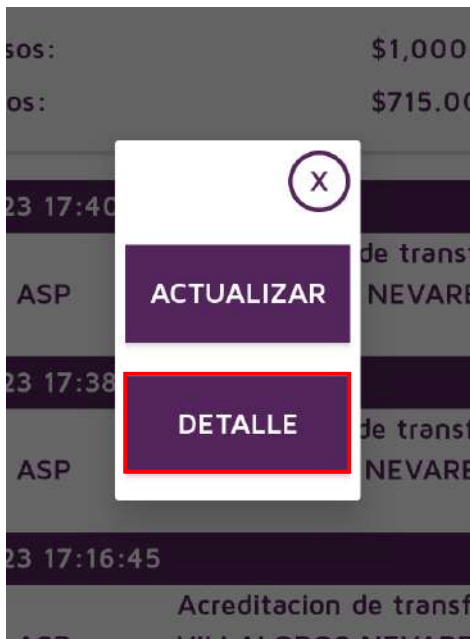 sos: $1,000
os: $715.00
X
23 17:40
de trans
ASP ACTUALIZAR NEVARE
23 17:38
DETALLE de transf
ASP NEVARE
23 17:16:45
Acreditacion de transf